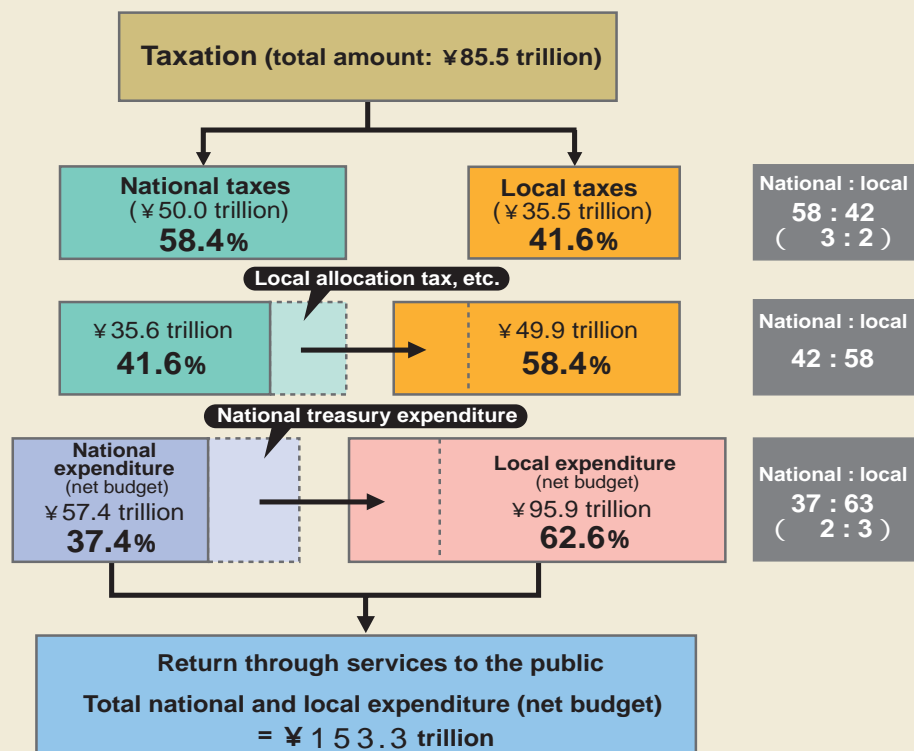 Taxation (total amount: ¥85.5 trillion)
National taxes
(¥50.0 trillion)
58.4%
Local taxes
(¥35.5 trillion)
41.6%
National : local
58 : 42
( 3 : 2 )
Local allocation tax, etc.
¥35.6 trillion
41.6%
¥49.9 trillion
58.4%
National : local
42 : 58
National treasury expenditure
National
expenditure
(net budget)
¥57.4 trillion
37.4%
Local expenditure
(net budget)
¥95.9 trillion
62.6%
National : local
37 : 63
( 2 : 3 )
Return through services to the public
Total national and local expenditure (net budget)
= ¥153.3 trillion